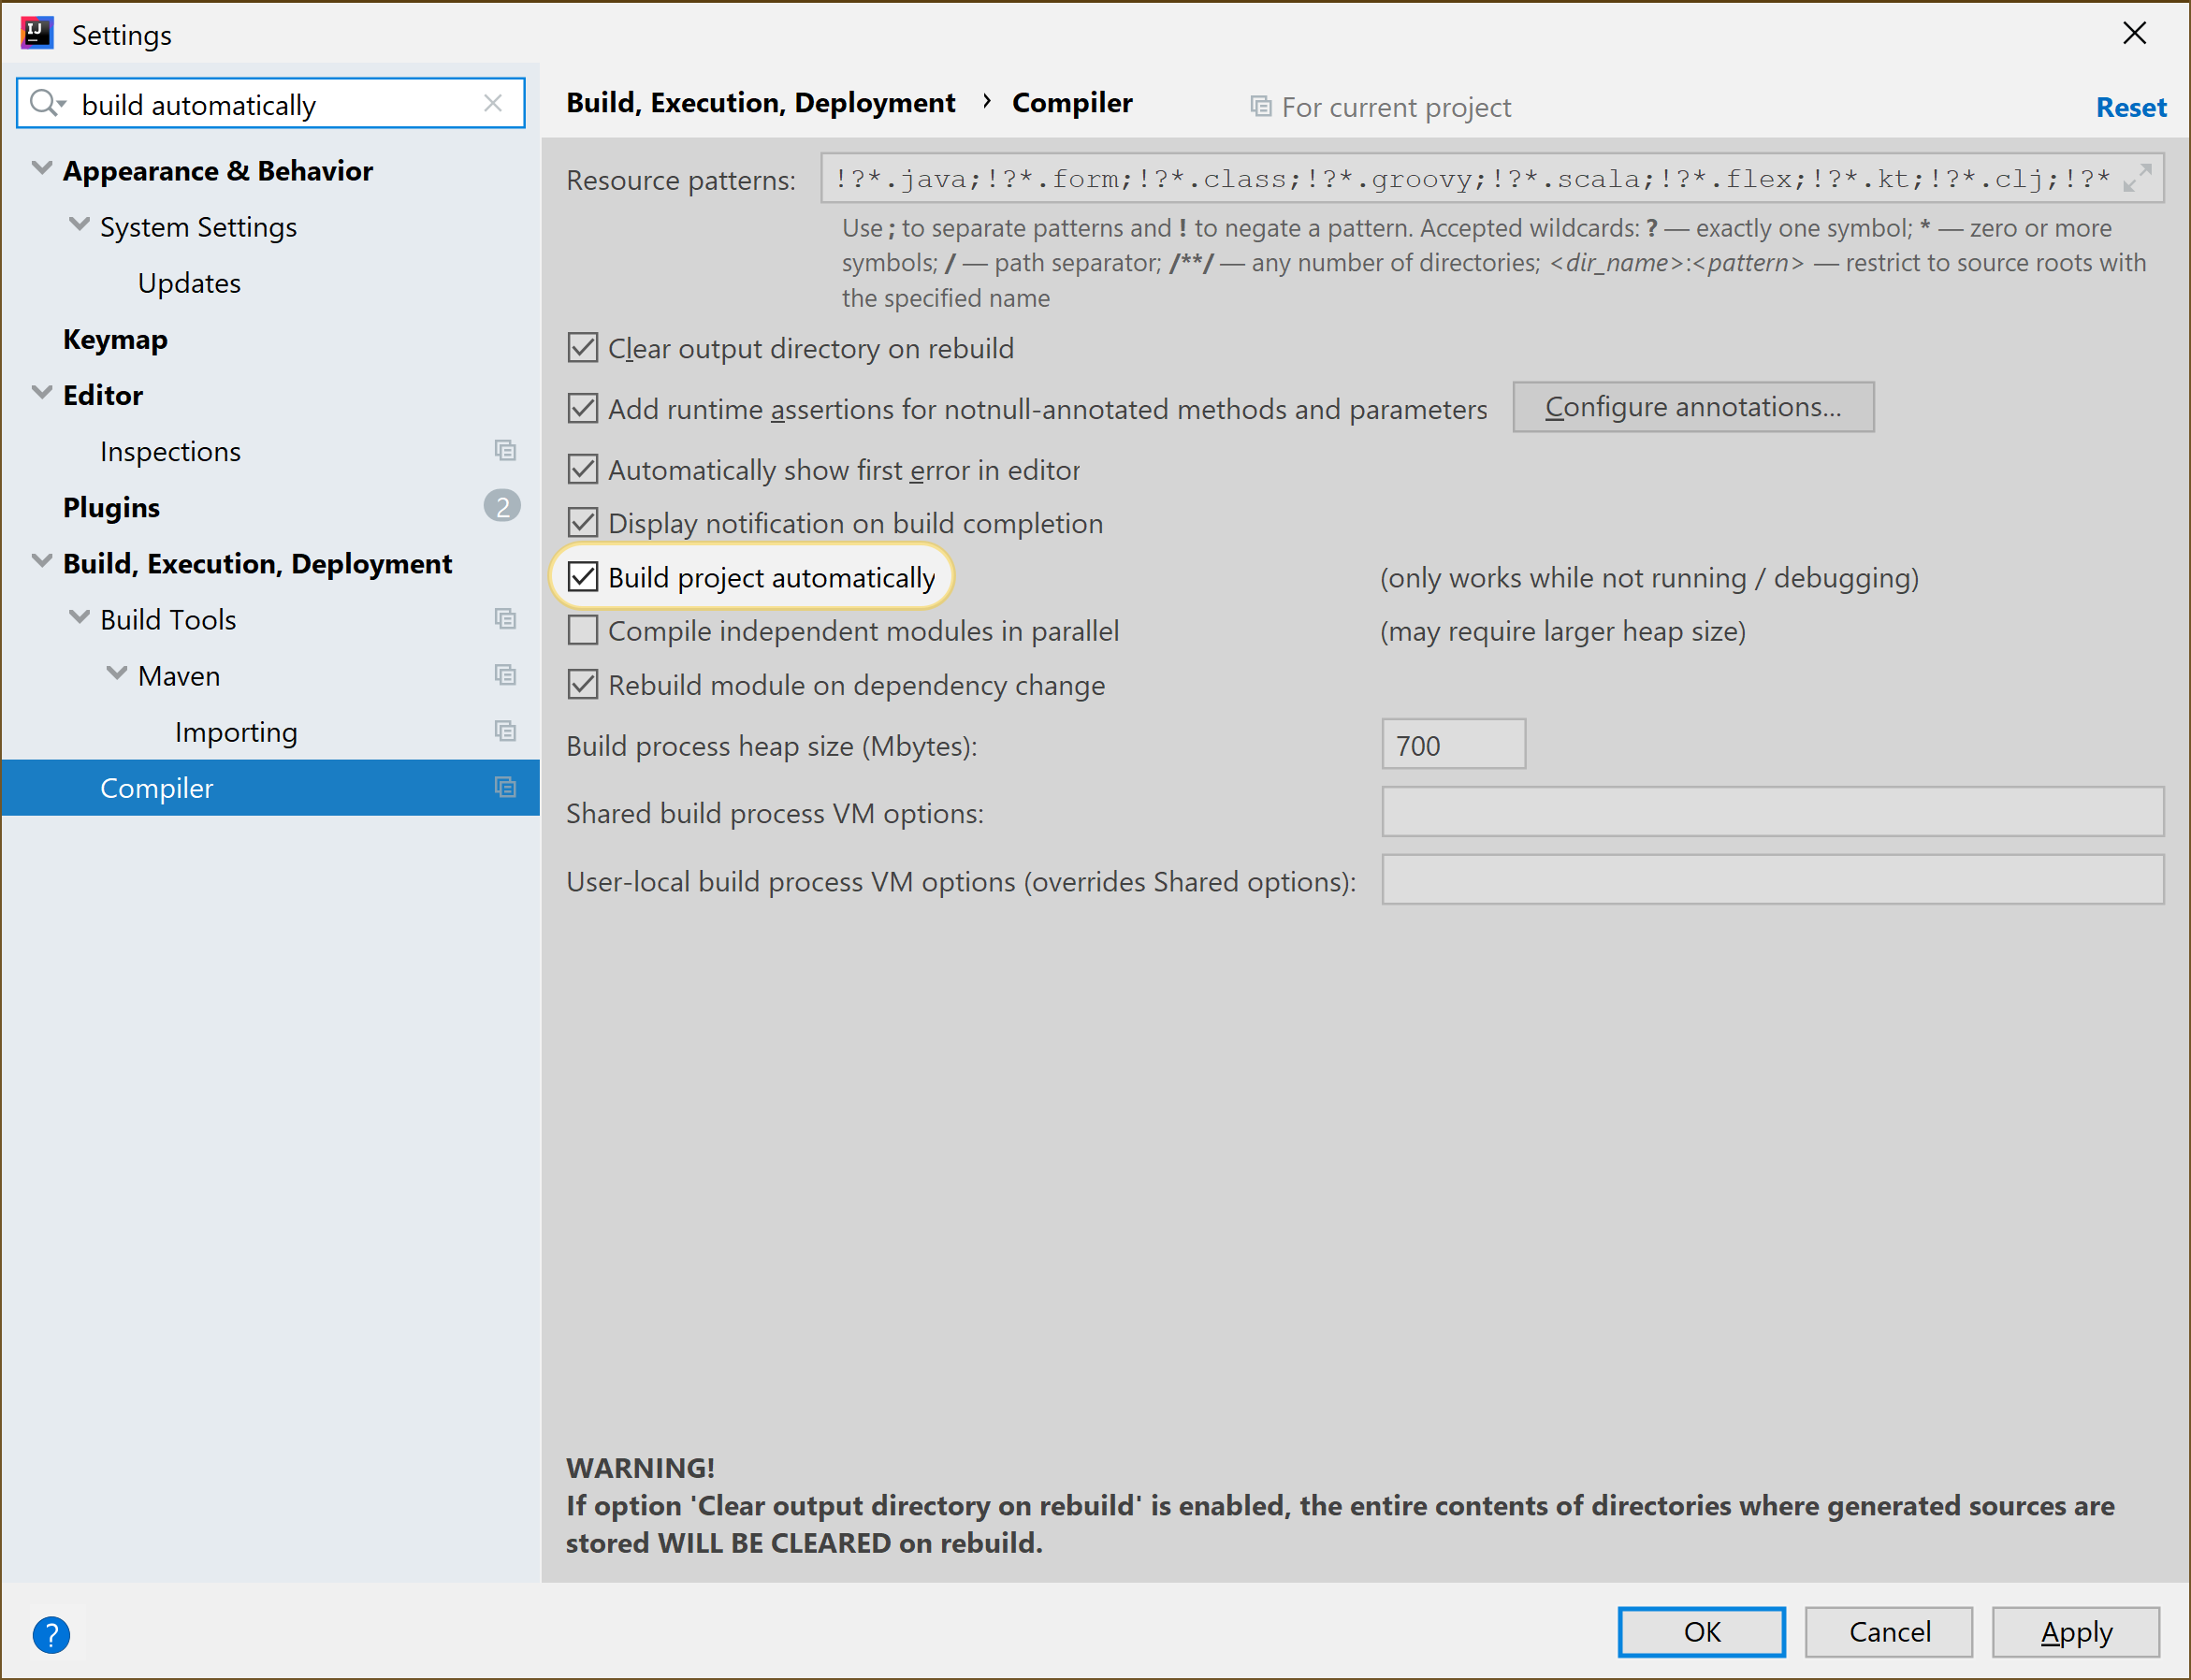 IJ
Settings
build automatically
Appearance & Behavior
System Settings
Updates
Keymap
Editor
Inspections
Plugins
2
Build, Execution, Deployment
Build Tools
Maven
Importing
Compiler
Build, Execution, Deployment › Compiler
For current project
Reset
Resource patterns:
!?*.java;!?*.form;!?*.class;!?*.groovy;!?*.scala;!?*.flex;!?*.kt;!?*.clj;!?*
Use ; to separate patterns and ! to negate a pattern. Accepted wildcards: ? — exactly one symbol; * — zero or more
symbols; / — path separator; /**/ — any number of directories; <dir_name>:<pattern> — restrict to source roots with
the specified name
Clear output directory on rebuild
Add runtime assertions for notnull-annotated methods and parameters
Configure annotations...
Automatically show first error in editor
Display notification on build completion
Build project automatically
(only works while not running / debugging)
Compile independent modules in parallel
(may require larger heap size)
Rebuild module on dependency change
Build process heap size (Mbytes):
700
Shared build process VM options:
User-local build process VM options (overrides Shared options):
WARNING!
If option 'Clear output directory on rebuild' is enabled, the entire contents of directories where generated sources are
stored WILL BE CLEARED on rebuild.
?
OK
Cancel
Apply